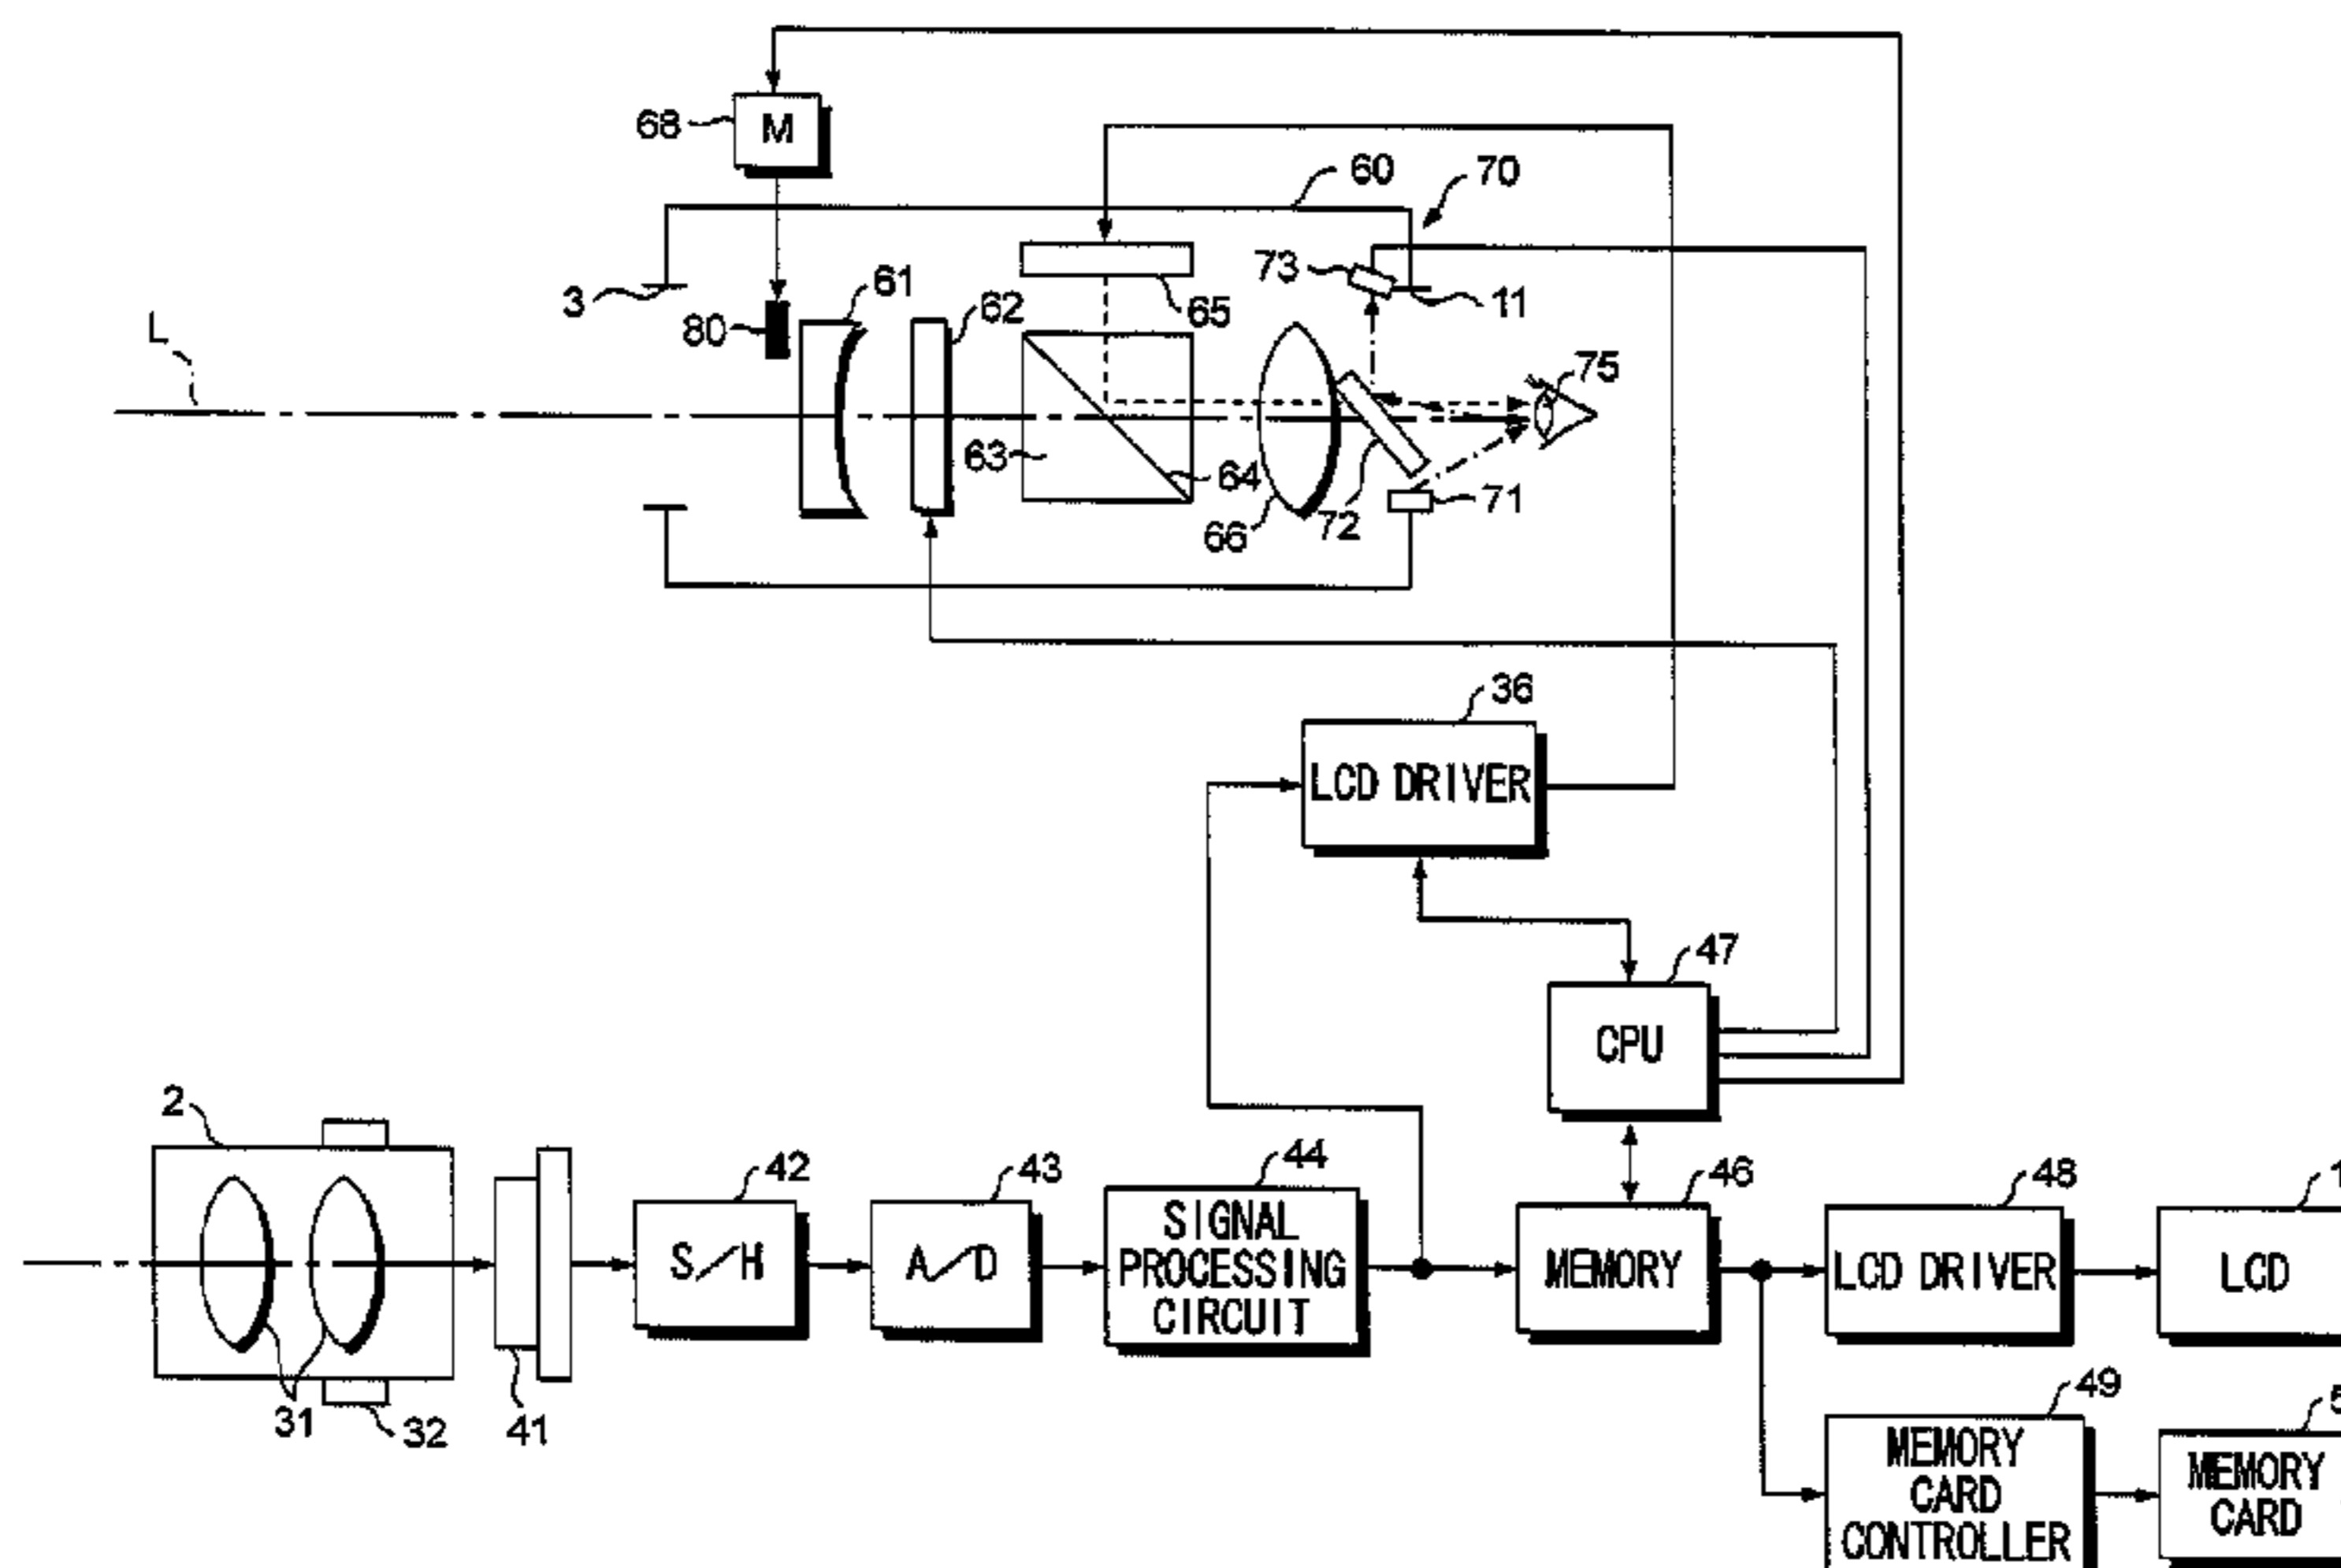 68
M
60
70
73
61
3
62
65
11
80
L
75
63
64
71
66
72
36
LCD DRIVER
47
CPU
2
42
43
44
46
48
S/H
A/D
SIGNAL
PROCESSING
CIRCUIT
MEMORY
LCD DRIVER
LCD
31
32
41
49
MEMORY
CARD
CONTROLLER
MEMORY
CARD